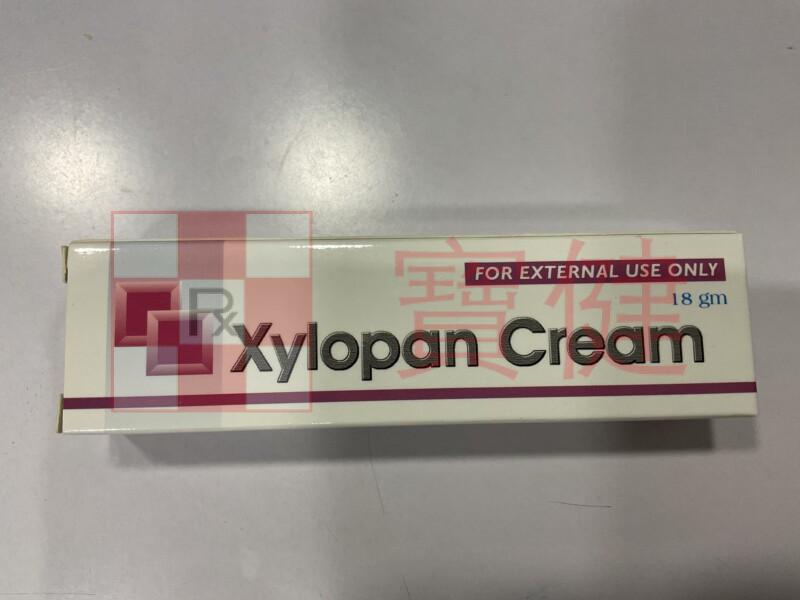 FOR EXTERNAL USE ONLY
18 gm
Rx
Xylopan Cream
寶健